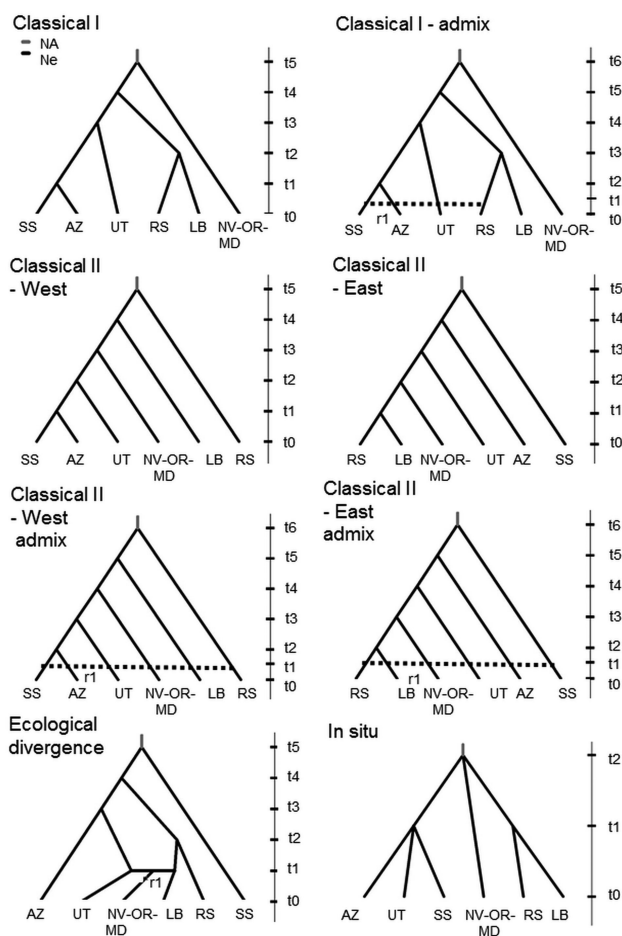 Classical I
NA
Ne
t5
t4
t3
t2
t1
t0
SS AZ UT RS LB NV-OR-
MD
Classical I - admix
t6
t5
t4
t3
t2
t1
t0
r1
SS AZ UT RS LB NV-OR-
MD
Classical II
- West
t5
t4
t3
t2
t1
t0
SS AZ UT NV-OR- LB RS
MD
Classical II
- East
t5
t4
t3
t2
t1
t0
RS LB NV-OR- UT AZ SS
MD
Classical II
- West
admix
t6
t5
t4
t3
t2
t1
t0
r1
SS AZ UT NV-OR- LB RS
MD
Classical II
- East
admix
t6
t5
t4
t3
t2
t1
t0
r1
RS LB NV-OR- UT AZ SS
MD
Ecological
divergence
t5
t4
t3
t2
t1
t0
r1
AZ UT NV-OR- LB RS SS
MD
In situ
t2
t1
t0
AZ UT SS NV-OR- RS LB
MD